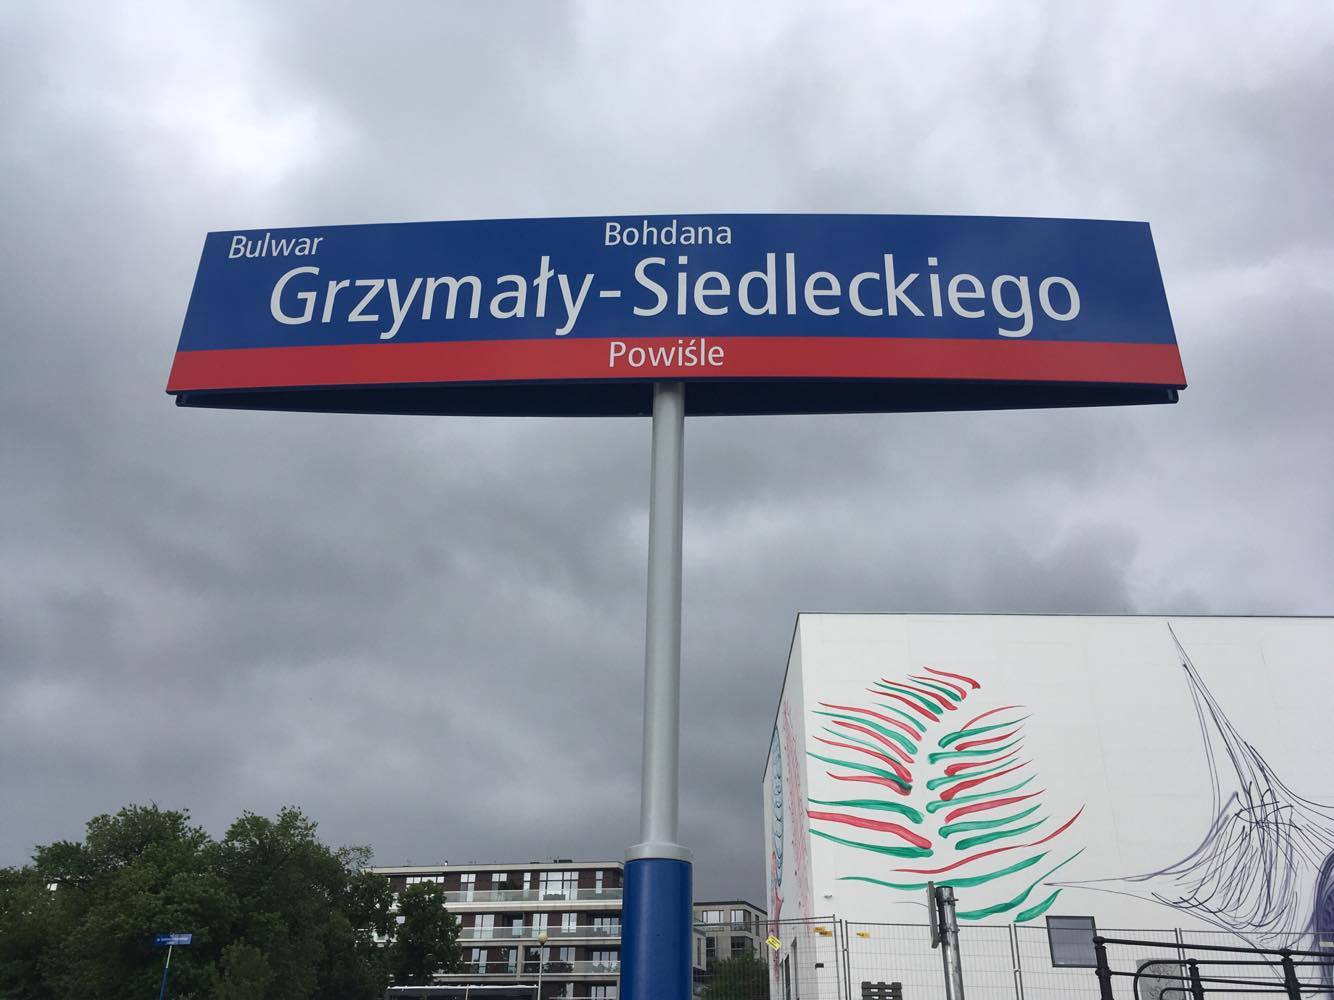 Bulwar
Bohdana
Grzymały-Siedleckiego
Powiśle